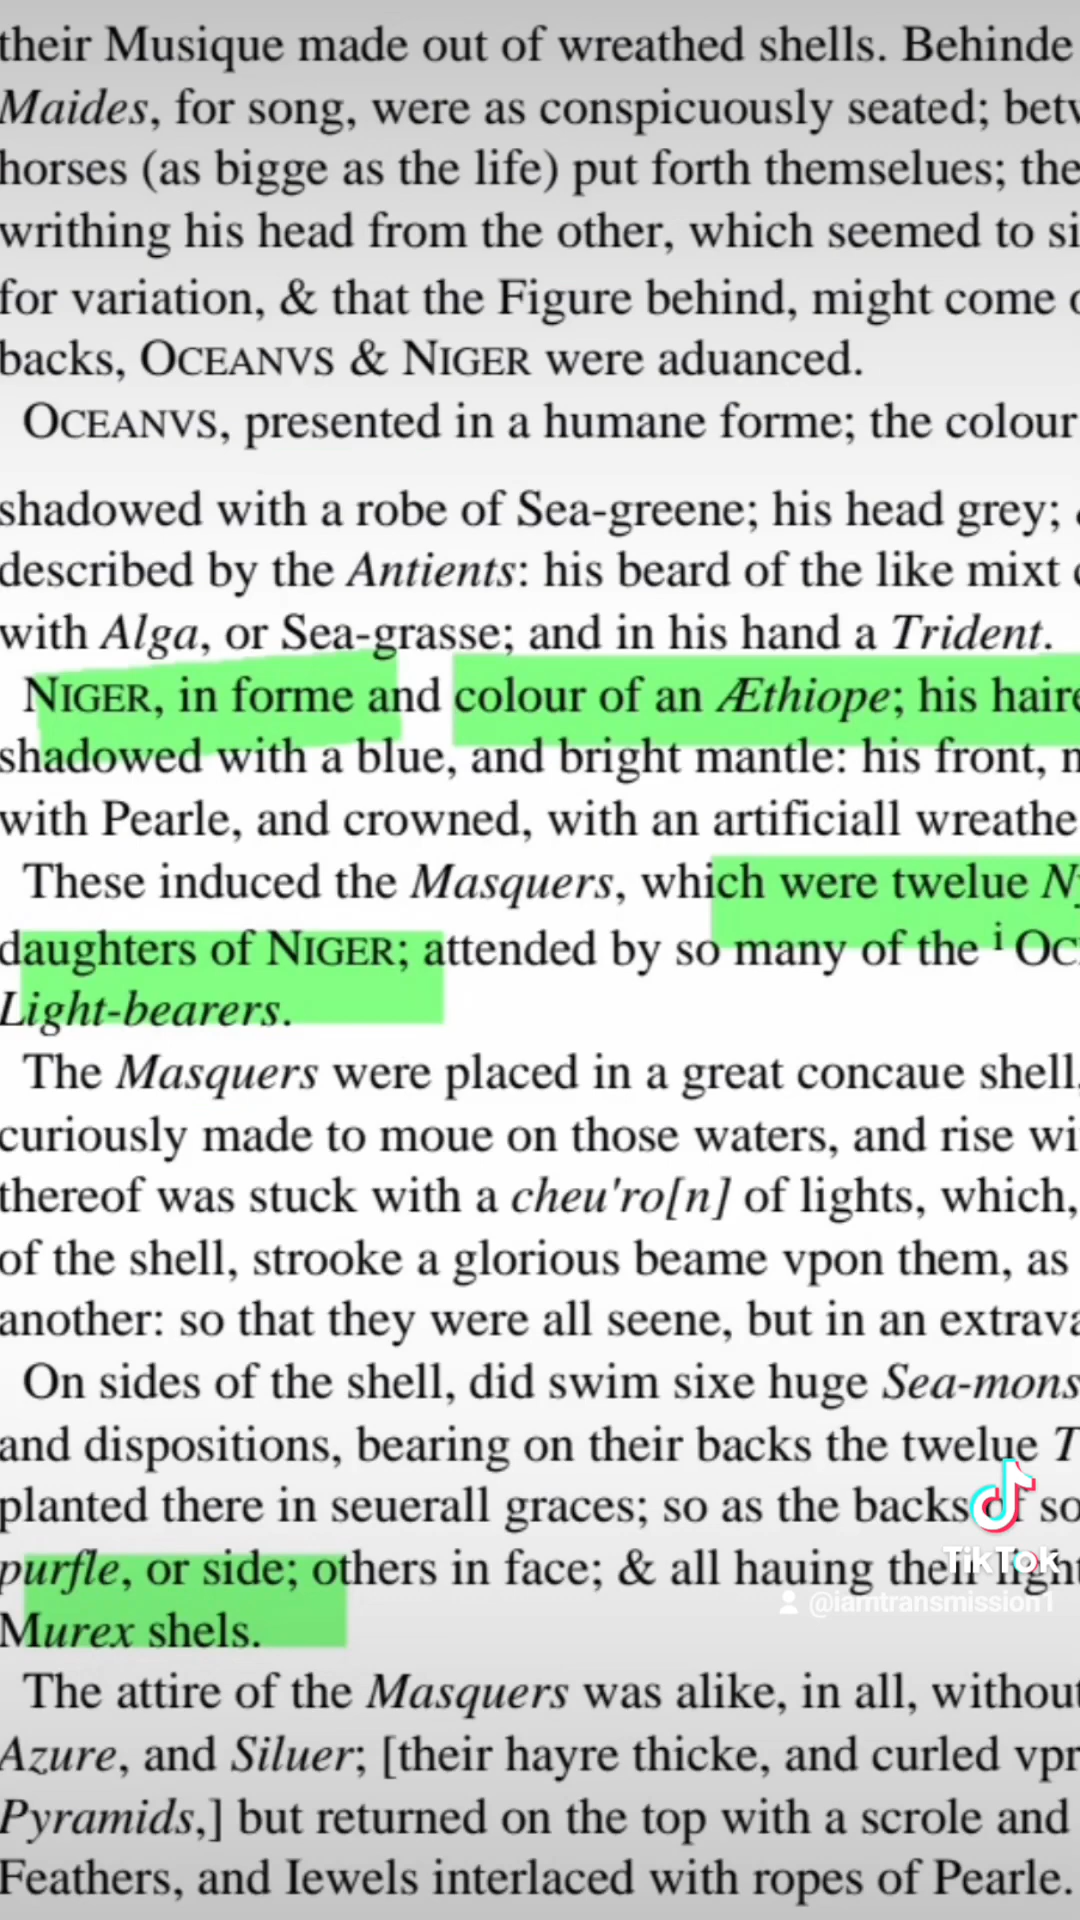 their Musique made out of wreathed shells. Behinde
Maides, for song, were as conspicuously seated;
horses (as bigge as the life) put forth themselues; the
writhing his head from the other, which seemed to
for variation, & that the Figure behind, might come
backs, OCEANVS & NIGER were aduanced.
OCEANVS, presented in a humane forme; the colour
shadowed with a robe of Sea-greene; his head grey;
described by the Antients: his beard of the like mixt
with Alga, or Sea-grasse; and in his hand a Trident.
NIGER, in forme and colour of an Æthiope; his haire
shadowed with a blue, and bright mantle: his front,
with Pearle, and crowned, with an artificiall wreathe
These induced the Masquers, which were twelue
daughters of NIGER; attended by so many of the i
Light-bearers.
The Masquers were placed in a great concaue shell,
curiously made to moue on those waters, and rise
thereof was stuck with a cheu'ro[n] of lights, which,
of the shell, strooke a glorious beame vpon them, as
another: so that they were all seene, but in an
On sides of the shell, did swim sixe huge
and dispositions, bearing on their backs the twelue
planted there in seuerall graces; so as the backs of
purfle, or side; others in face; & all hauing their
Murex shels.
The attire of the Masquers was alike, in all, without
Azure, and Siluer; [their hayre thicke, and curled
Pyramids,] but returned on the top with a scrole and
Feathers, and Iewels interlaced with ropes of Pearle.
TikTok
@iamtransmission1